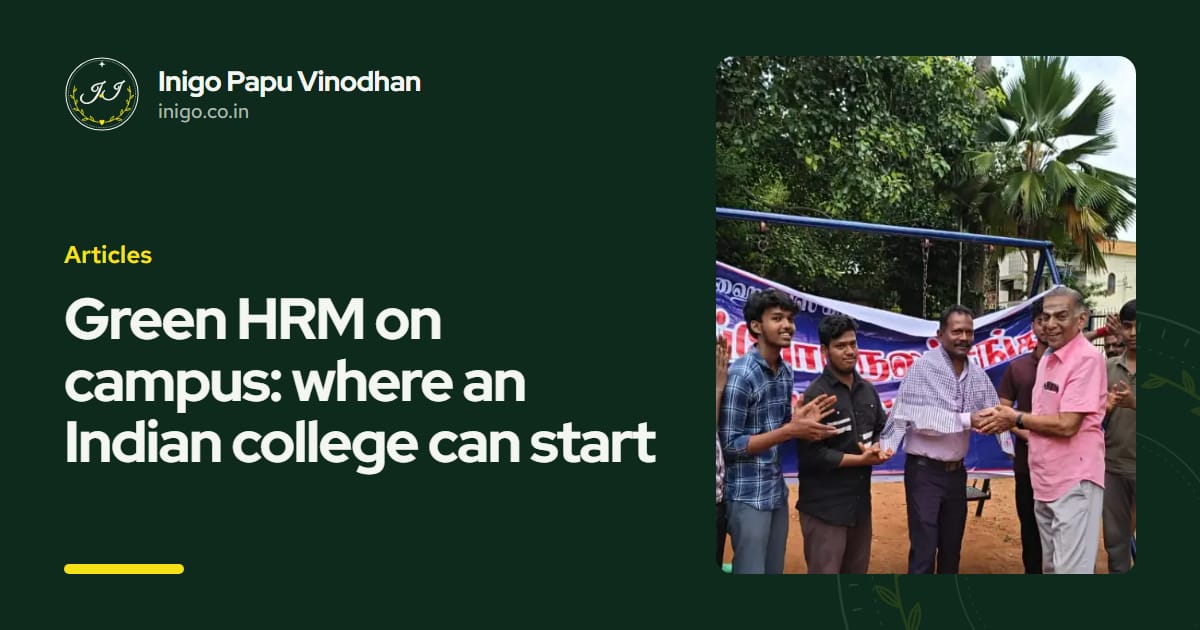 Inigo Papu Vinodhan
inigo.co.in
Articles
Green HRM on
campus: where an
Indian college can start